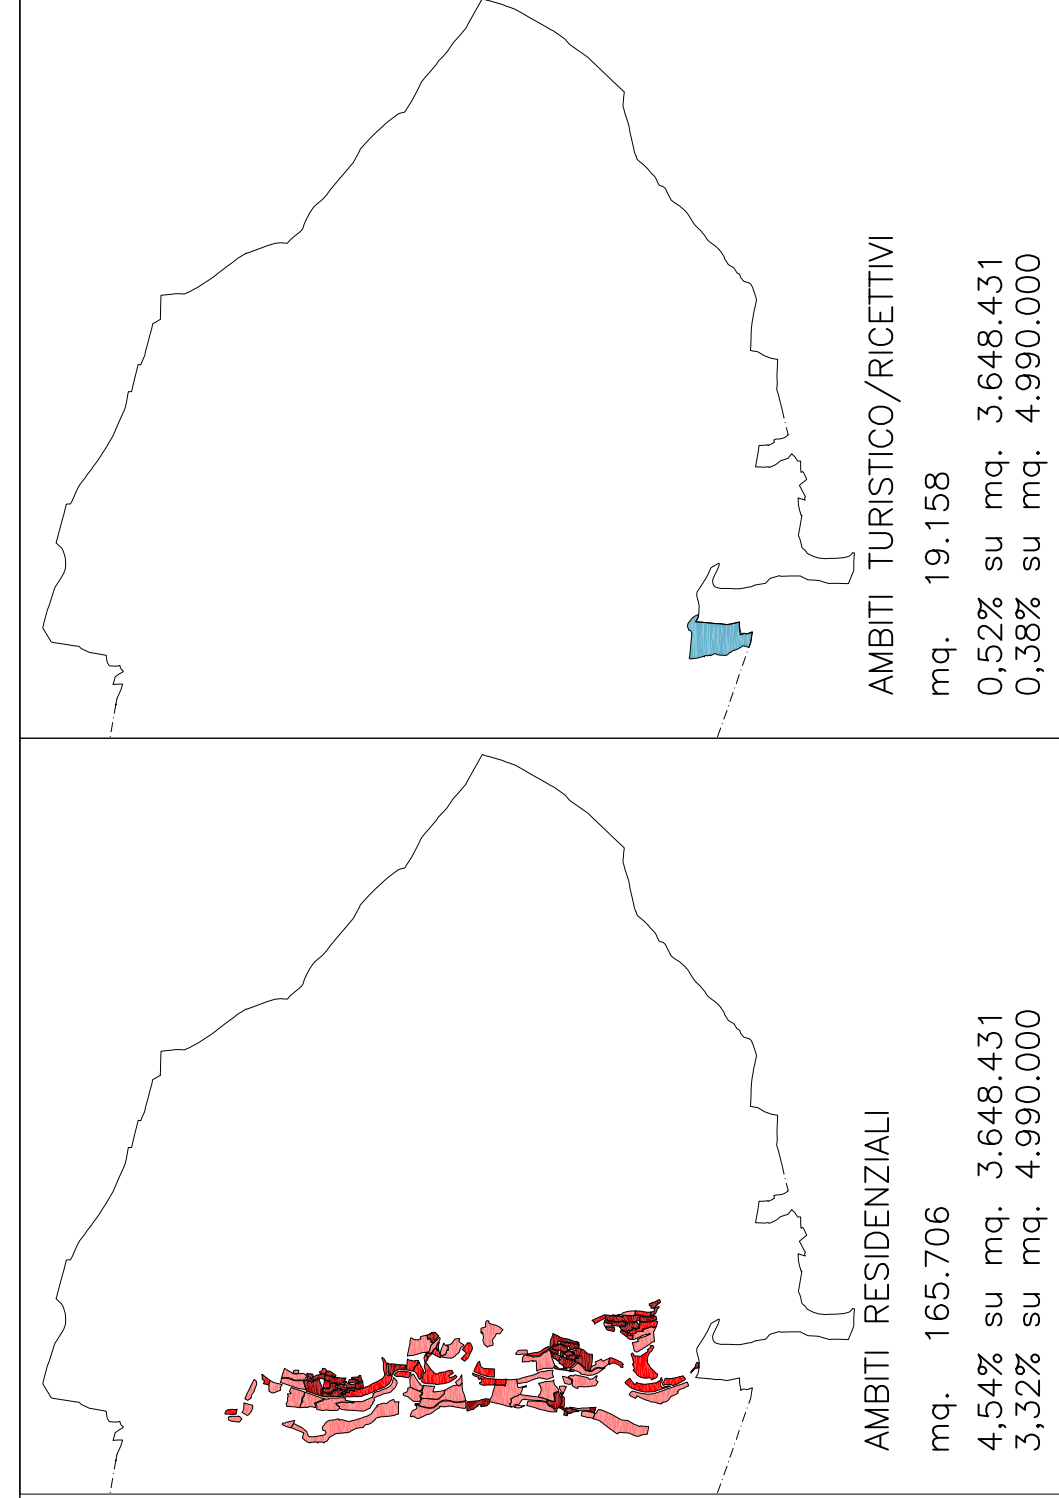 AMBITI RESIDENZIALI
mq. 165.706
4,54% su mq. 3.648.431
3,32% su mq. 4.990.000
AMBITI TURISTICO/RICETTIVI
mq. 19.158
0,52% su mq. 3.648.431
0,38% su mq. 4.990.000